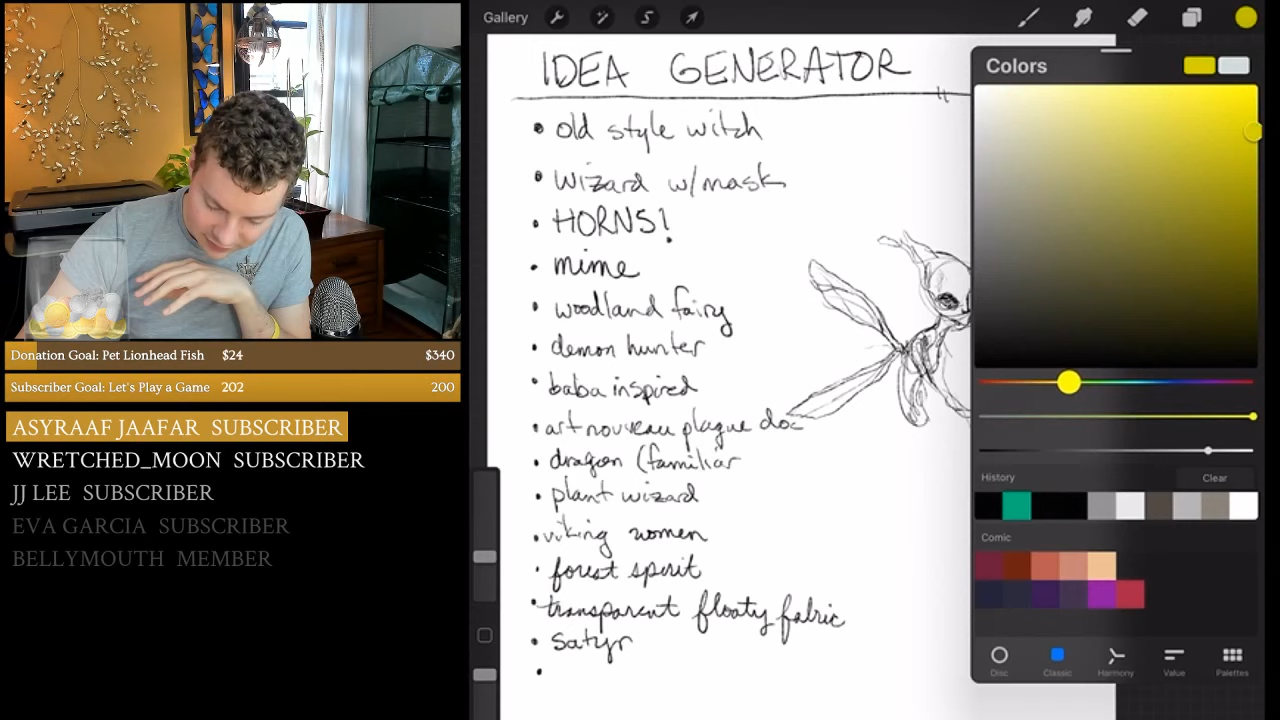 Gallery
IDEA GENERATOR
• old style witch
• wizard w/mask
• HORNS!
• mime
• woodland fairy
• demon hunter
• baba inspired
• art nouveau plague doc
• dragon (familiar
• plant wizard
• viking women
• forest spirit
• transparent floaty fabric
• satyr
•
Colors
History
Clear
Comic
Disc Classic Harmony Value Palettes
Donation Goal: Pet Lionhead Fish $24 $340
Subscriber Goal: Let's Play a Game 202 200
ASYRAAF JAAFAR SUBSCRIBER
WRETCHED_MOON SUBSCRIBER
JJ LEE SUBSCRIBER
EVA GARCIA SUBSCRIBER
BELLYMOUTH MEMBER